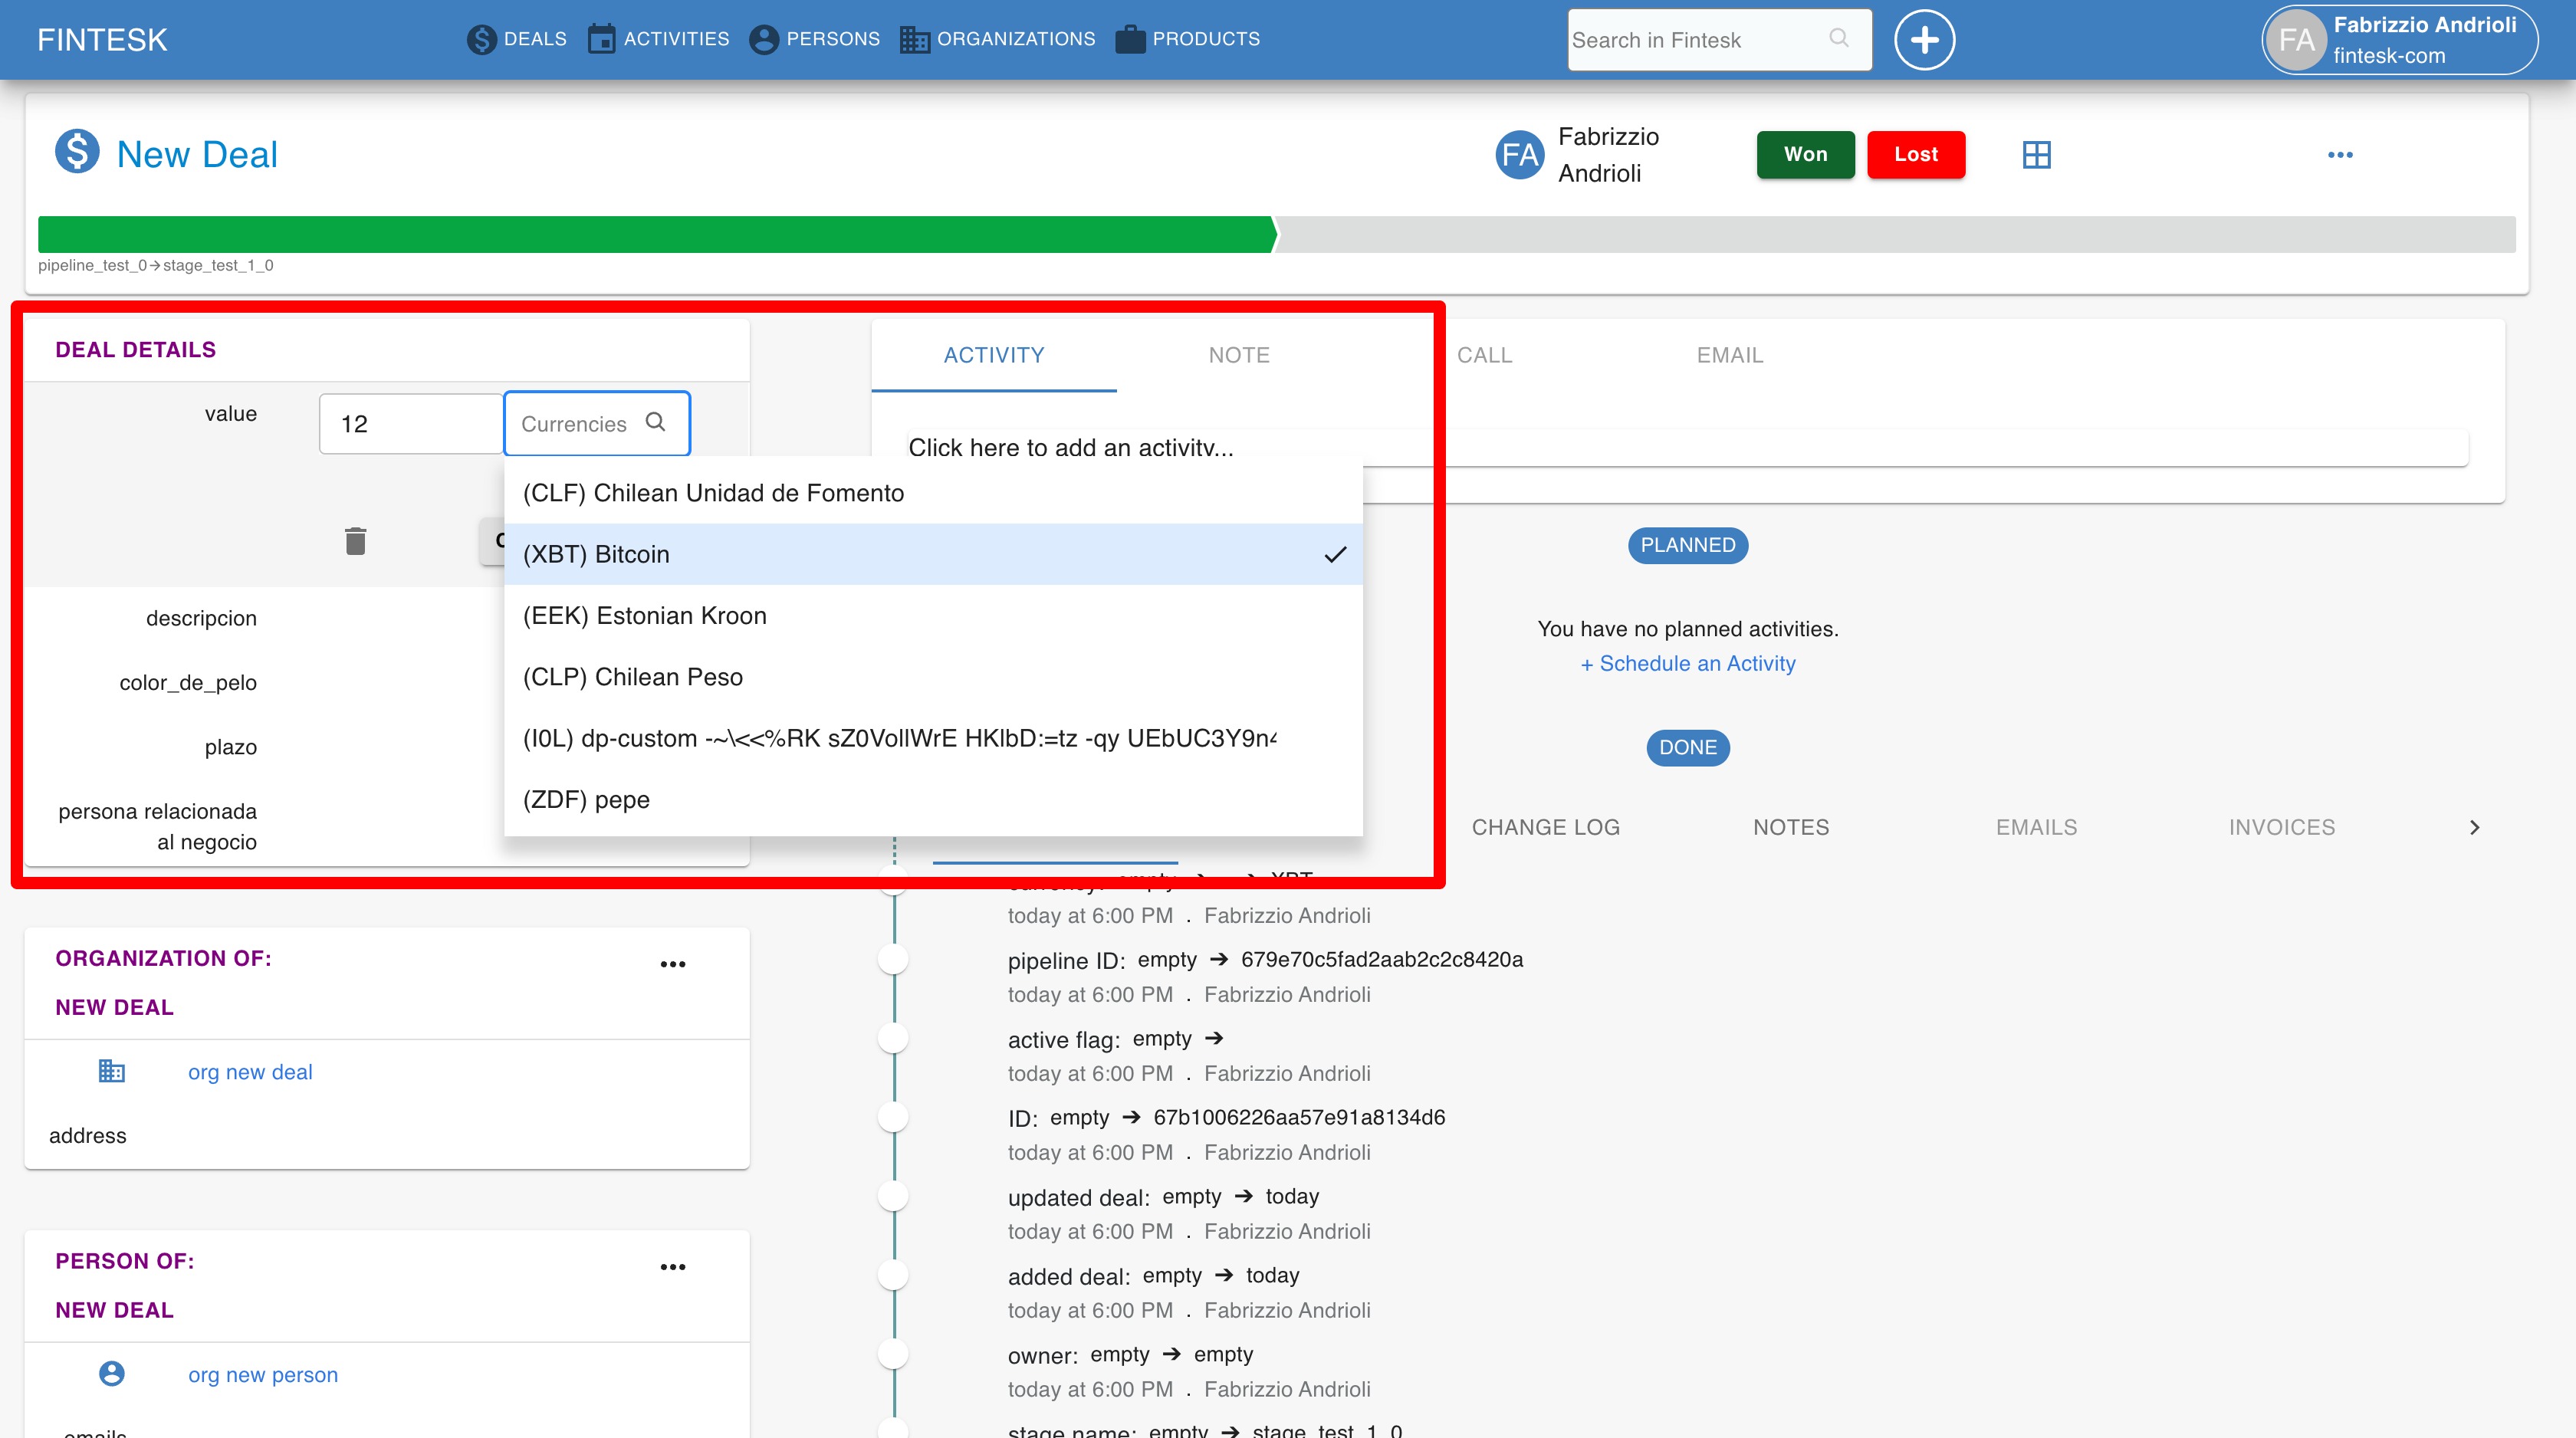 FINTESK
DEALS
ACTIVITIES
PERSONS
ORGANIZATIONS
PRODUCTS
Search in Fintesk
FA
Fabrizzio Andrioli
fintesk-com
New Deal
FA
Fabrizzio
Andrioli
Won
Lost
pipeline_test_0→stage_test_1_0
DEAL DETAILS
value
12
Currencies
(CLF) Chilean Unidad de Fomento
(XBT) Bitcoin
(EEK) Estonian Kroon
(CLP) Chilean Peso
(I0L) dp-custom -~\<<%RK
(ZDF) pepe
descripcion
color_de_pelo
plazo
persona relacionada
al negocio
ACTIVITY
NOTE
CALL
EMAIL
Click here to add an activity...
PLANNED
You have no planned activities.
+ Schedule an Activity
DONE
CHANGE LOG
NOTES
EMAILS
INVOICES
currency: empty → → XBT
today at 6:00 PM . Fabrizzio Andrioli
pipeline ID: empty → 679e70c5fad2aab2c2c8420a
today at 6:00 PM . Fabrizzio Andrioli
active flag: empty →
today at 6:00 PM . Fabrizzio Andrioli
ID: empty → 67b1006226aa57e91a8134d6
today at 6:00 PM . Fabrizzio Andrioli
updated deal: empty → today
today at 6:00 PM . Fabrizzio Andrioli
added deal: empty → today
today at 6:00 PM . Fabrizzio Andrioli
owner: empty → empty
today at 6:00 PM . Fabrizzio Andrioli
stage name: empty → stage_test_1_0
ORGANIZATION OF:
NEW DEAL
org new deal
address
PERSON OF:
NEW DEAL
org new person
emails